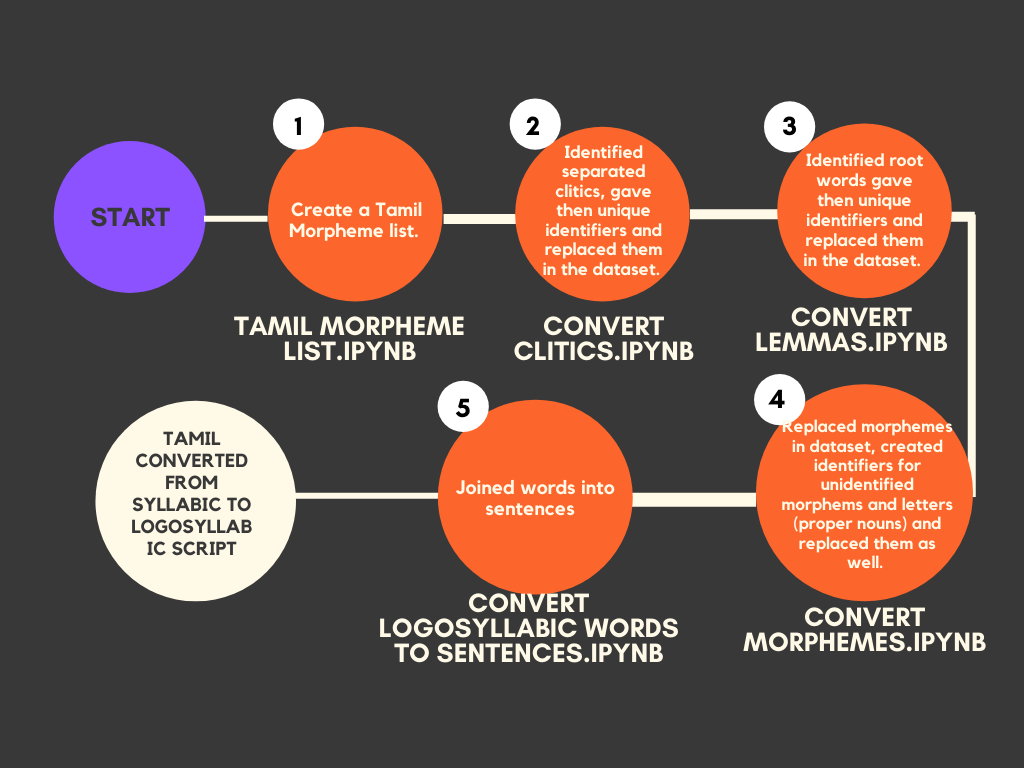 START
1
Create a Tamil
Morpheme list.
TAMIL MORPHEME
LIST.IPYNB
2
Identified
separated
clitics, gave
then unique
identifiers and
replaced them
in the dataset.
CONVERT
CLITICS.IPYNB
3
Identified root
words gave
then unique
identifiers and
replaced them
in the dataset.
CONVERT
LEMMAS.IPYNB
4
Replaced morphemes
in dataset, created
identifiers for
unidentified
morphems and letters
(proper nouns) and
replaced them as
well.
CONVERT
MORPHEMES.IPYNB
5
Joined words into
sentences
CONVERT
LOGOSYLLABIC WORDS
TO SENTENCES.IPYNB
TAMIL
CONVERTED
FROM
SYLLABIC TO
LOGOSYLLAB
IC SCRIPT